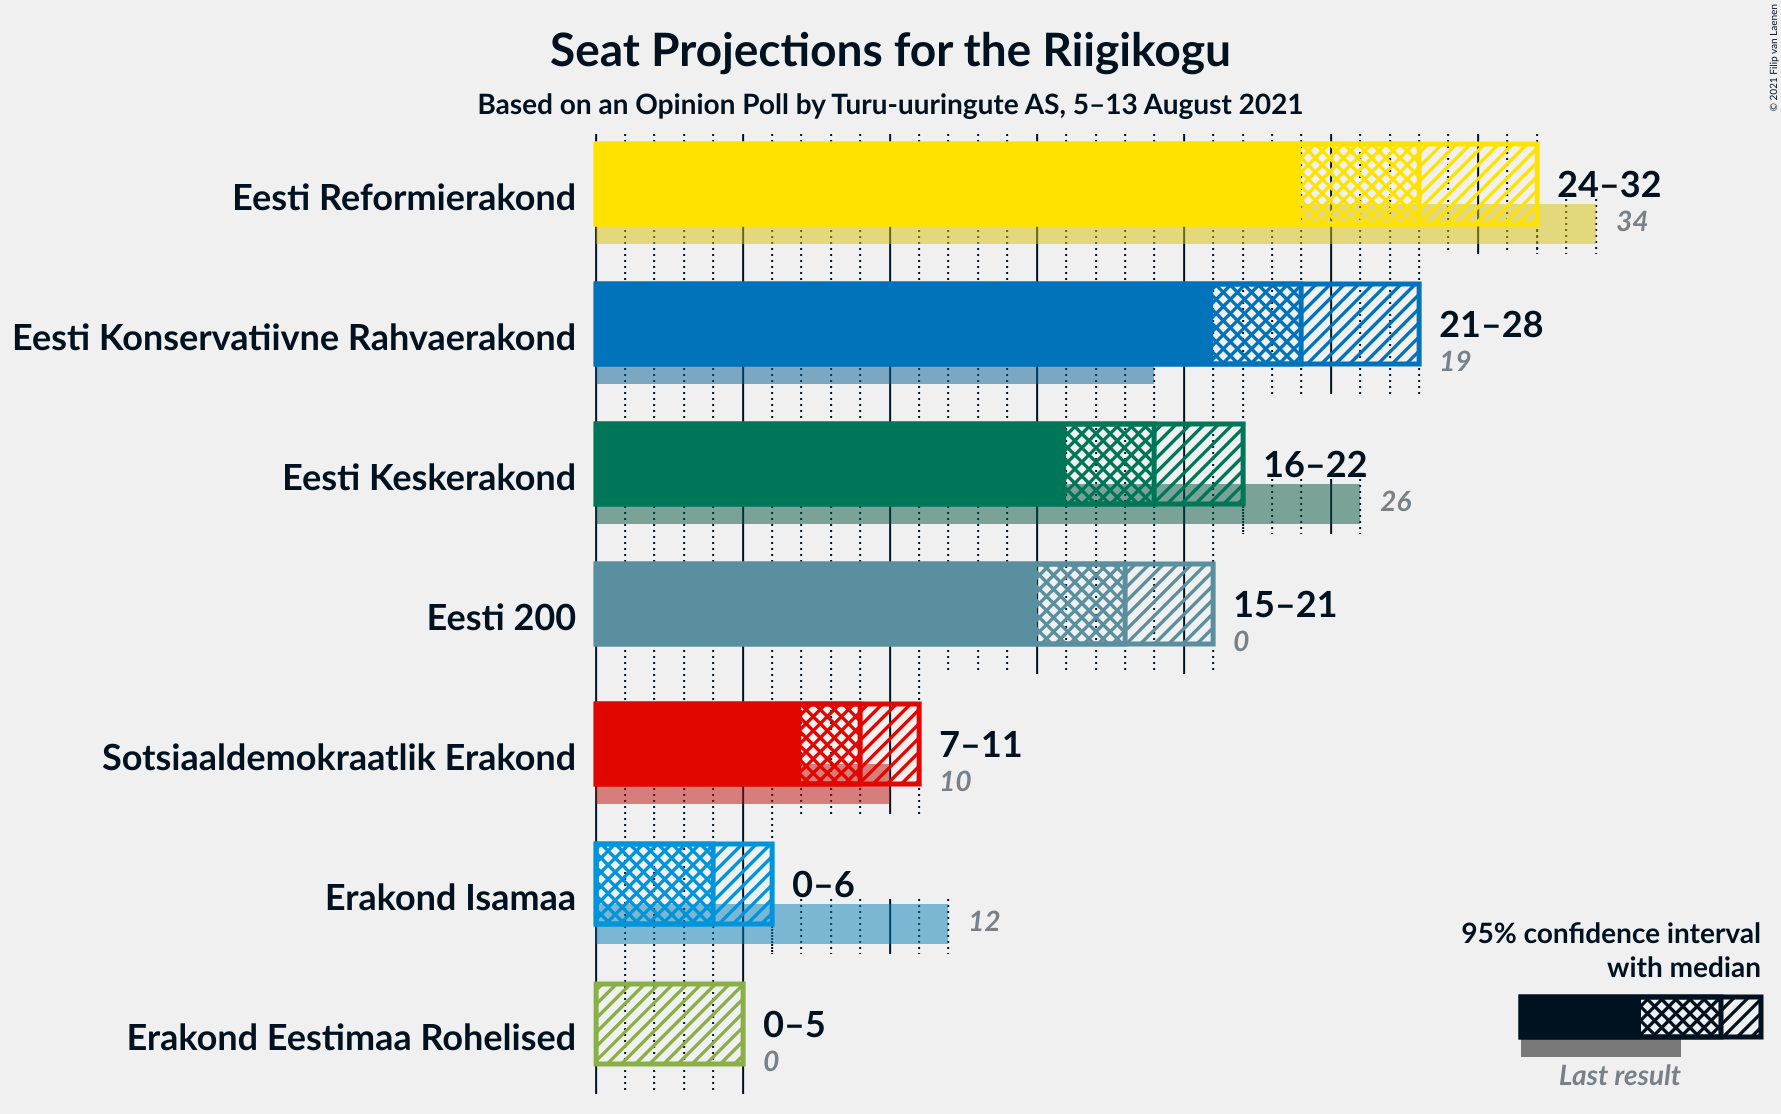 Seat Projections for the Riigikogu
Based on an Opinion Poll by Turu-uuringute AS, 5–13 August 2021
© 2021 Filip van Laenen
Eesti Reformierakond
24–32
34
Eesti Konservatiivne Rahvaerakond
21–28
19
Eesti Keskerakond
16–22
26
Eesti 200
15–21
0
Sotsiaaldemokraatlik Erakond
7–11
10
Erakond Isamaa
0–6
12
Erakond Eestimaa Rohelised
0–5
0
95% confidence interval
with median
Last result